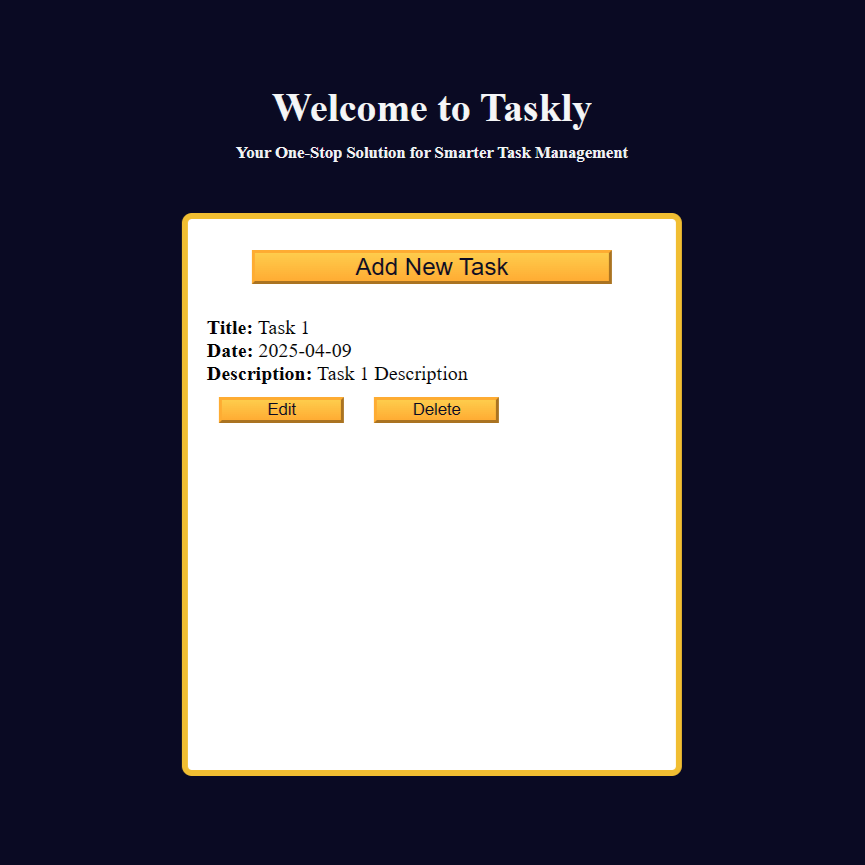 Welcome to Taskly
Your One-Stop Solution for Smarter Task Management
Add New Task
Title: Task 1
Date: 2025-04-09
Description: Task 1 Description
Edit Delete